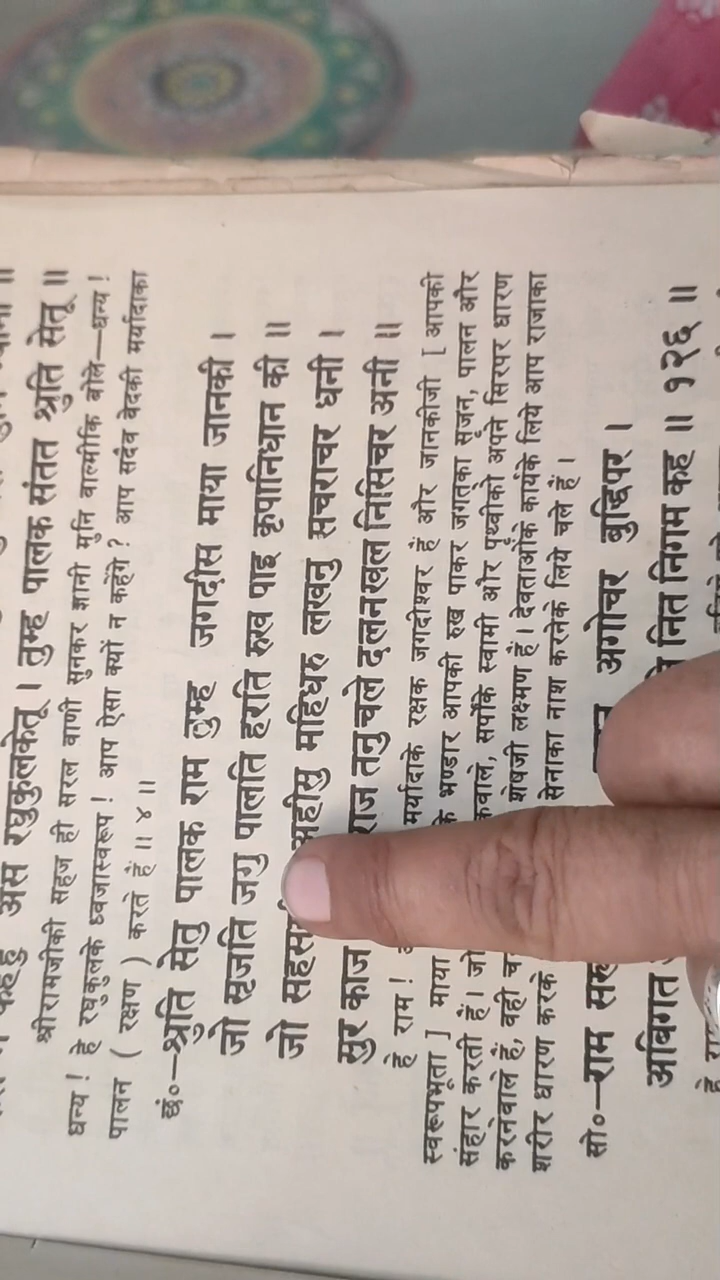 कहहु अस रघुकुलकेतू । तुम्ह पालक संतत श्रुति सेतू ॥
श्रीरामजीकी सहज ही सरल वाणी सुनकर ज्ञानी मुनि वाल्मीकि बोले—धन्य !
धन्य ! हे रघुकुलके ध्वजास्वरूप ! आप ऐसा क्यों न कहेंगे ? आप सदैव वेदकी मर्यादाका
पालन ( रक्षण ) करते हैं ॥ ४ ॥
छं०—श्रुति सेतु पालक राम तुम्ह जगदीस माया जानकी ।
जो सृजति जगु पालति हरति रुख पाइ कृपानिधान की ॥
जो अहीसु महिधरु लखनु सचराचर धनी ।
सुर काज राज तनु चले दलन खल निसिचर अनी ॥
हे राम ! मर्यादाके रक्षक जगदीश्वर हैं और जानकीजी [ आपकी
स्वरूपभूता ] माया भण्डार आपकी रुख पाकर जगत्‌का सृजन, पालन और
संहार करती हैं। जो सर्पोंके स्वामी और पृथ्वीको अपने सिरपर धारण
करनेवाले हैं, वही शेषजी लक्ष्मण हैं। देवताओंके कार्यके लिये आप राजाका
शरीर धारण करके सेनाका नाश करनेके लिये चले हैं ।
सो०—राम अगोचर बुद्धिपर ।
अबिगत नित निगम कह ॥ १२६ ॥